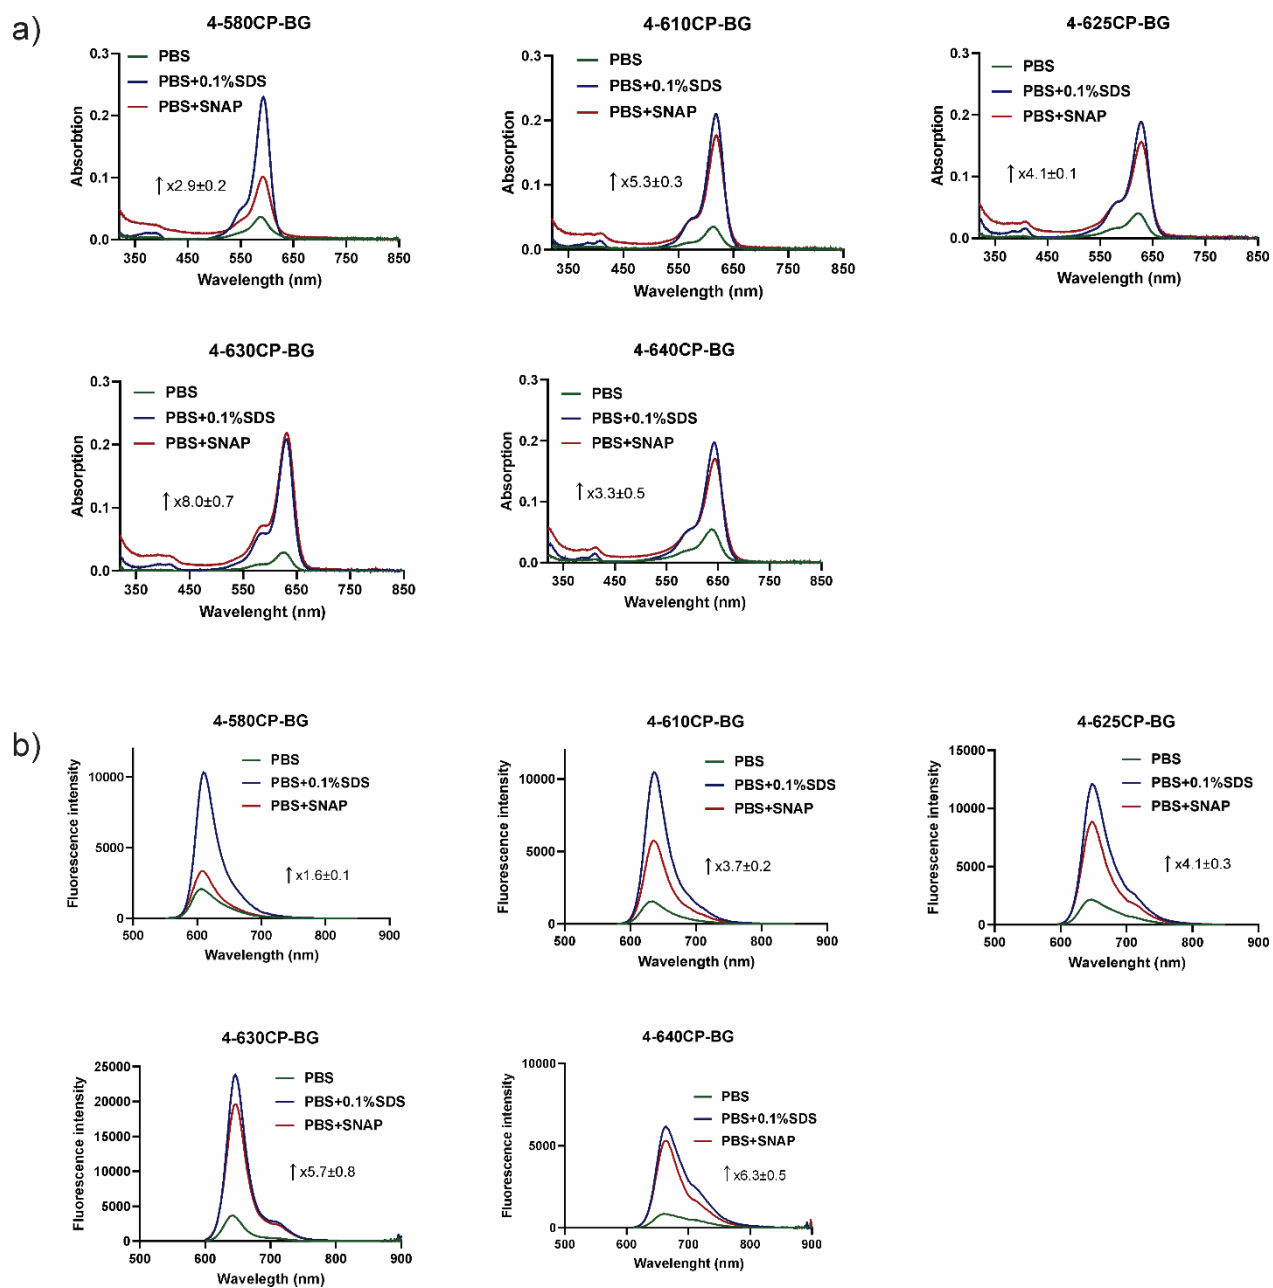 a)
4-580CP-BG
PBS
PBS+0.1%SDS
PBS+SNAP
↑ x2.9±0.2
Absorbtion
0.3
0.2
0.1
0.0
350 450 550 650 750 850
Wavelength (nm)
4-610CP-BG
PBS
PBS+0.1%SDS
PBS+SNAP
↑ x5.3±0.3
Absorption
0.3
0.2
0.1
0.0
350 450 550 650 750 850
Wavelength (nm)
4-625CP-BG
PBS
PBS+0.1%SDS
PBS+SNAP
↑ x4.1±0.1
Absorption
0.3
0.2
0.1
0.0
350 450 550 650 750 850
Wavelength (nm)
4-630CP-BG
PBS
PBS+0.1%SDS
PBS+SNAP
↑ x8.0±0.7
Absorption
0.3
0.2
0.1
0.0
350 450 550 650 750 850
Wavelenght (nm)
4-640CP-BG
PBS
PBS+0.1%SDS
PBS+SNAP
↑ x3.3±0.5
Absorption
0.3
0.2
0.1
0.0
350 450 550 650 750 850
Wavelenght (nm)
b)
4-580CP-BG
PBS
PBS+0.1%SDS
PBS+SNAP
↑ x1.6±0.1
Fluorescence intensity
10000
5000
0
500 600 700 800 900
Wavelength (nm)
4-610CP-BG
PBS
PBS+0.1%SDS
PBS+SNAP
↑ x3.7±0.2
Fluorescence intensity
10000
5000
0
500 600 700 800 900
Wavelength (nm)
4-625CP-BG
PBS
PBS+0.1%SDS
PBS+SNAP
↑ x4.1±0.3
Fluorescence intensity
15000
10000
5000
0
500 600 700 800 900
Wavelenght (nm)
4-630CP-BG
PBS
PBS+0.1%SDS
PBS+SNAP
↑ x5.7±0.8
Fluorescence intensity
25000
20000
15000
10000
5000
0
500 600 700 800 900
Wavelegth (nm)
4-640CP-BG
PBS
PBS+0.1%SDS
PBS+SNAP
↑ x6.3±0.5
Fluorescence intensity
10000
5000
0
500 600 700 800 900
Wavelenght (nm)